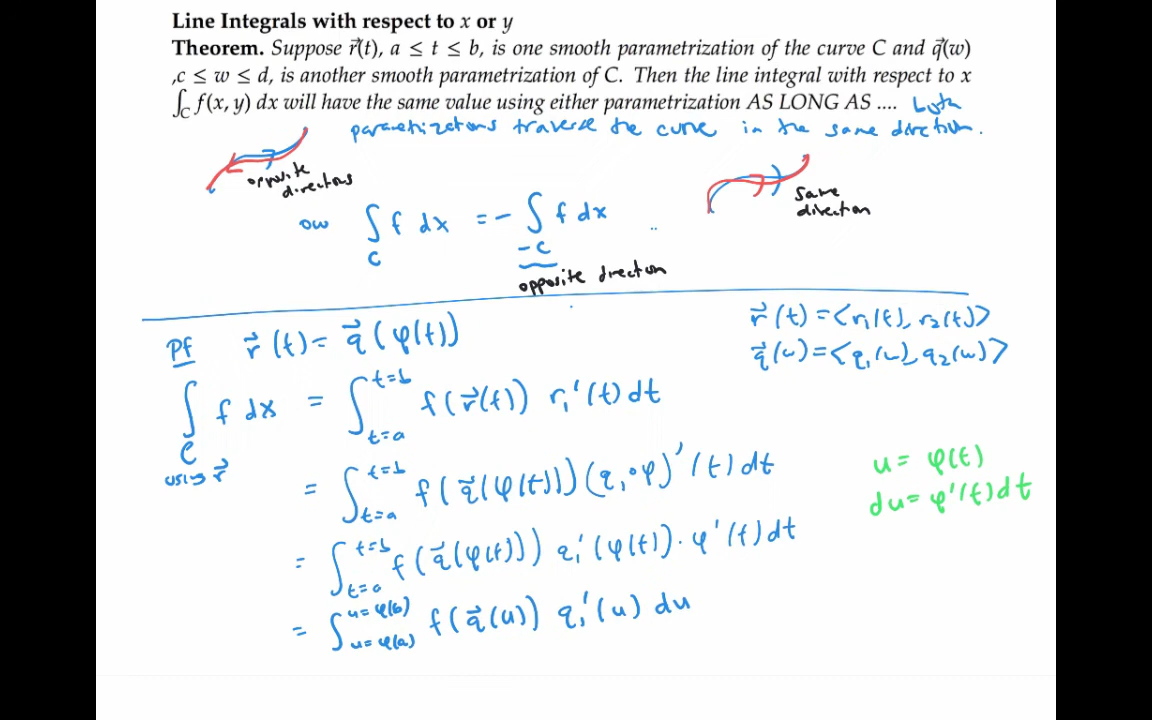 Line Integrals with respect to x or y
Theorem. Suppose r⃗(t), a ≤ t ≤ b, is one smooth parametrization of the curve C and q⃗(w)
,c ≤ w ≤ d, is another smooth parametrization of C. Then the line integral with respect to x
∫_C f(x, y) dx will have the same value using either parametrization AS LONG AS .... both
parametrizations traverse the curve in the same direction.
opposite
directions
same
direction
ow ∫_C f dx = - ∫_{-C} f dx
opposite direction
r⃗(t) = <r₁(t), r₂(t)>
q⃗(w) = <q₁(w), q₂(w)>
Pf r⃗(t) = q⃗(φ(t))
∫_C f dx = ∫_{t=a}^{t=b} f(r⃗(t)) r₁'(t) dt
using r⃗
= ∫_{t=a}^{t=b} f(q⃗(φ(t))) (q₁∘φ)'(t) dt
u = φ(t)
du = φ'(t) dt
= ∫_{t=a}^{t=b} f(q⃗(φ(t))) q₁'(φ(t)) · φ'(t) dt
= ∫_{u=φ(a)}^{u=φ(b)} f(q⃗(u)) q₁'(u) du